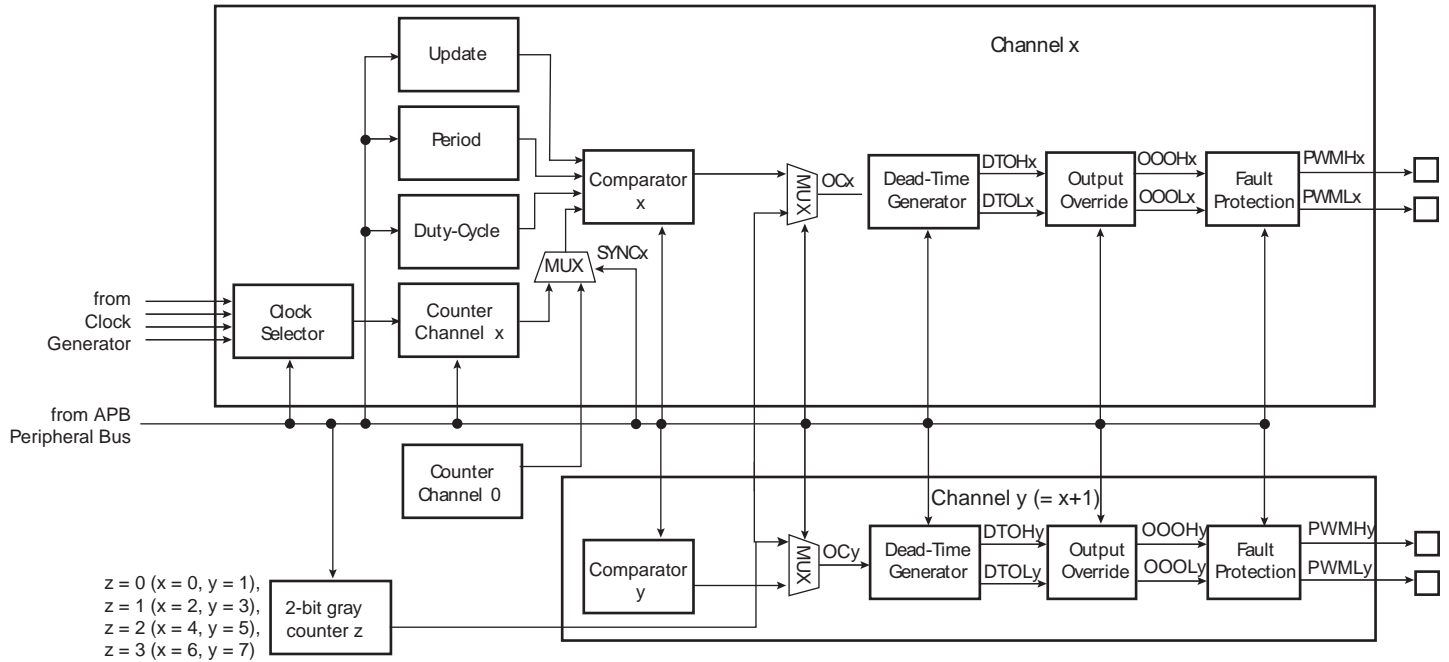 Channel x
Update
Period
Duty-Cycle
Comparator
x
MUX
SYNCx
from
Clock
Generator
Clock
Selector
Counter
Channel x
MUX
OCx
Dead-Time
Generator
DTOHx
DTOLx
Output
Override
OOOHx
OOOLx
Fault
Protection
PWMHx
PWMLx
from APB
Peripheral Bus
Counter
Channel 0
Channel y (= x+1)
Comparator
y
MUX
OCy
Dead-Time
Generator
DTOHy
DTOLy
Output
Override
OOOHy
OOOLy
Fault
Protection
PWMHy
PWMLy
z = 0 (x = 0, y = 1),
z = 1 (x = 2, y = 3),
z = 2 (x = 4, y = 5),
z = 3 (x = 6, y = 7)
2-bit gray
counter z